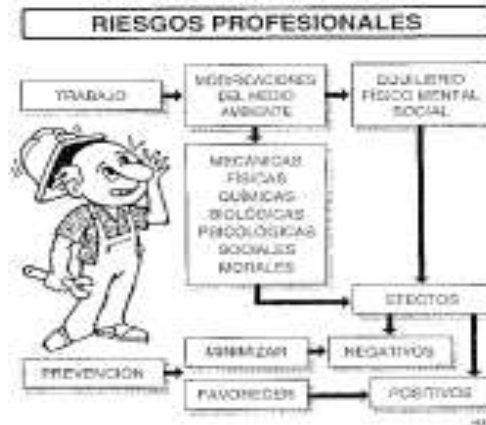 RIESGOS PROFESIONALES
TRABAJO
MODIFICACIONES
DEL MEDIO
AMBIENTE
EQUILIBRIO
FÍSICO MENTAL
SOCIAL
MECÁNICAS
FÍSICAS
QUÍMICAS
BIOLÓGICAS
PSICOLÓGICAS
SOCIALES
MORALES
EFECTOS
MINIMIZAR
NEGATIVOS
PREVENCIÓN
FAVORECER
POSITIVOS